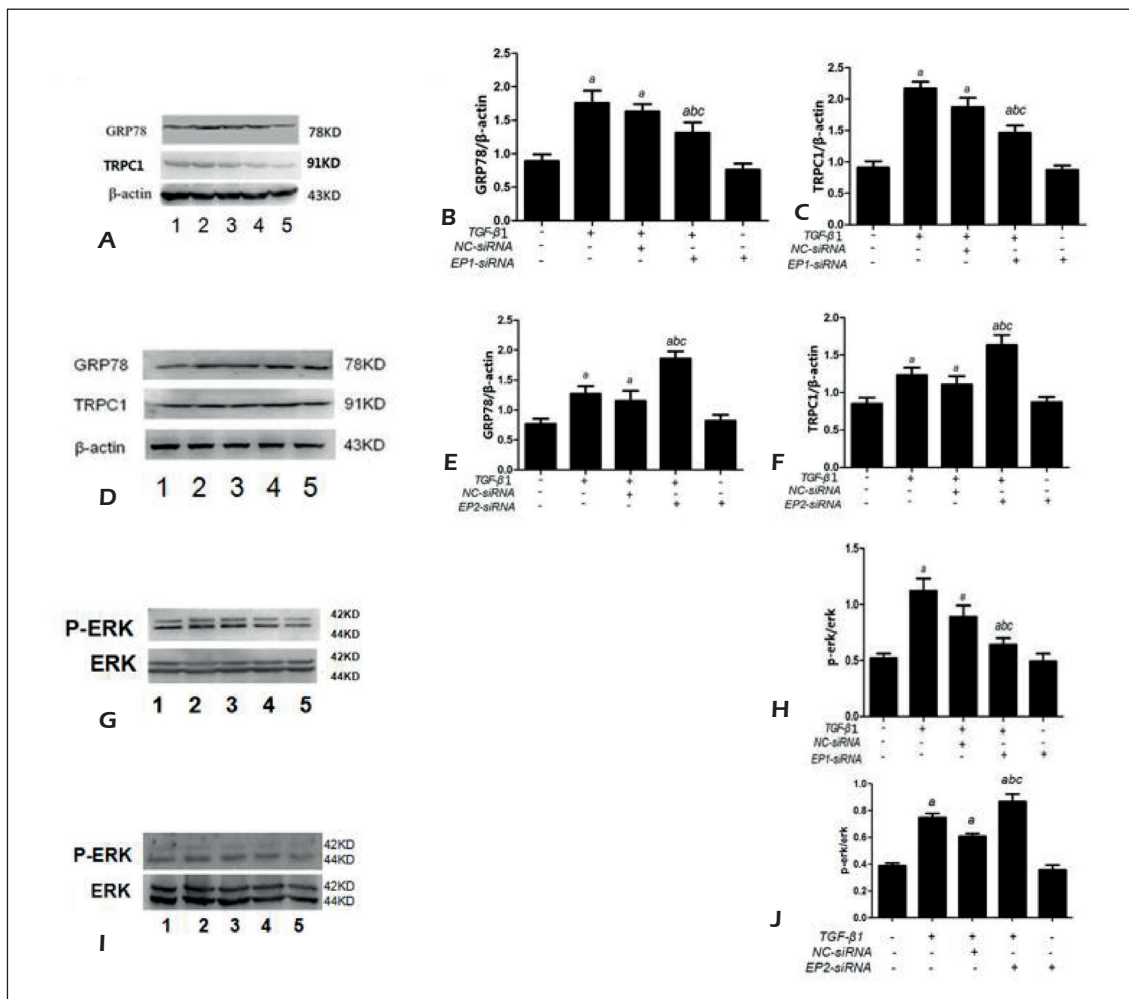 GRP78 78KD
TRPC1 91KD
β-actin 43KD
1 2 3 4 5
A
2.5
2.0
1.5
1.0
0.5
0.0
GRP78/β-actin
a a abc
B
TGF-β1 - + + + -
NC-siRNA - - + - -
EP1-siRNA - - - + +
2.5
2.0
1.5
1.0
0.5
0.0
TRPC1/β-actin
a a abc
C
TGF-β1 - + + + -
NC-siRNA - - + - -
EP1-siRNA - - - + +
GRP78 78KD
TRPC1 91KD
β-actin 43KD
1 2 3 4 5
D
2.5
2.0
1.5
1.0
0.5
0.0
GRP78/β-actin
a a abc
E
TGF-β1 - + + + -
NC-siRNA - - + - -
EP2-siRNA - - - + +
2.0
1.5
1.0
0.5
0.0
TRPC1/β-actin
a a abc
F
TGF-β1 - + + + -
NC-siRNA - - + - -
EP2-siRNA - - - + +
P-ERK 42KD
44KD
ERK 42KD
44KD
1 2 3 4 5
G
1.5
1.0
0.5
0.0
p-erk/erk
a a abc
H
TGF-β1 - + + + -
NC-siRNA - - + - -
EP1-siRNA - - - + +
P-ERK 42KD
44KD
ERK 42KD
44KD
1 2 3 4 5
I
1.0
0.8
0.6
0.4
0.2
0.0
p-erk/erk
a a abc
J
TGF-β1 - + + + -
NC-siRNA - - + - -
EP2-siRNA - - - + +